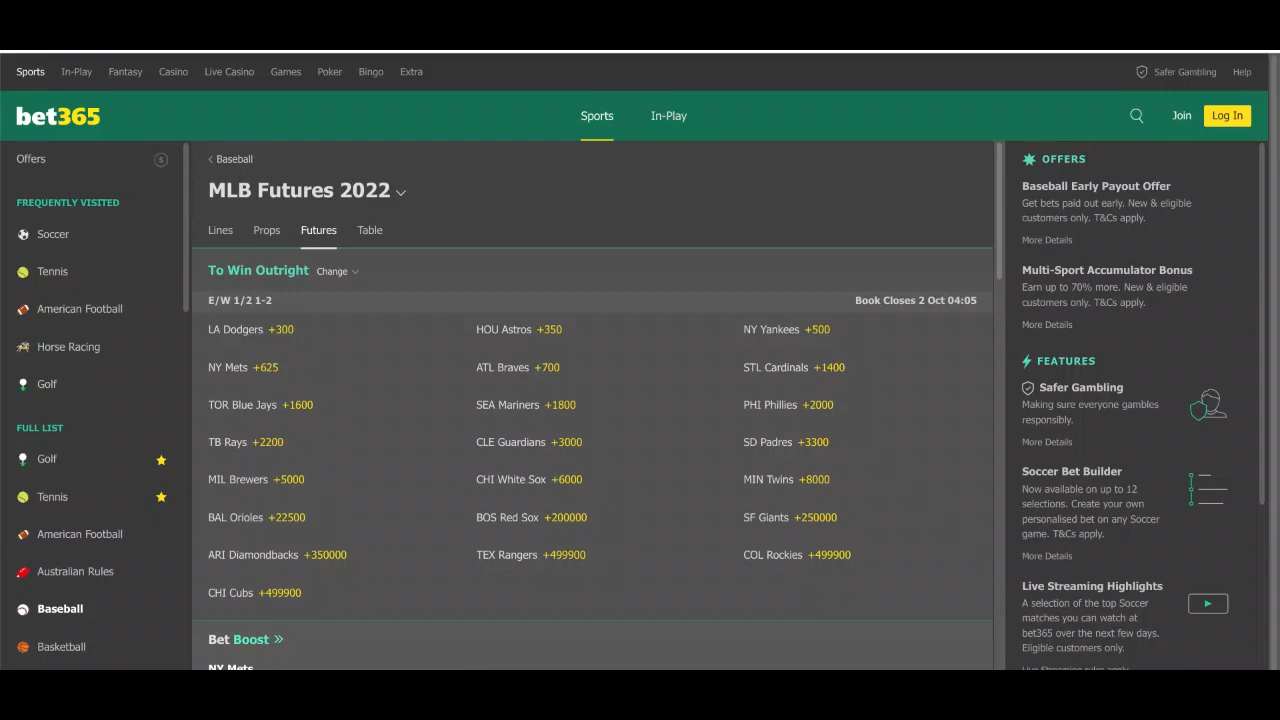 Sports In-Play Fantasy Casino Live Casino Games Poker Bingo Extra Safer Gambling Help
bet365 Sports In-Play Join Log In
Offers
FREQUENTLY VISITED
Soccer
Tennis
American Football
Horse Racing
Golf
FULL LIST
Golf
Tennis
American Football
Australian Rules
Baseball
Basketball
< Baseball
MLB Futures 2022
Lines Props Futures Table
To Win Outright Change
E/W 1/2 1-2 Book Closes 2 Oct 04:05
LA Dodgers +300 HOU Astros +350 NY Yankees +500
NY Mets +625 ATL Braves +700 STL Cardinals +1400
TOR Blue Jays +1600 SEA Mariners +1800 PHI Phillies +2000
TB Rays +2200 CLE Guardians +3000 SD Padres +3300
MIL Brewers +5000 CHI White Sox +6000 MIN Twins +8000
BAL Orioles +22500 BOS Red Sox +200000 SF Giants +250000
ARI Diamondbacks +350000 TEX Rangers +499900 COL Rockies +499900
CHI Cubs +499900
Bet Boost »
NY Mets
OFFERS
Baseball Early Payout Offer
Get bets paid out early. New & eligible
customers only. T&Cs apply.
More Details
Multi-Sport Accumulator Bonus
Earn up to 70% more. New & eligible
customers only. T&Cs apply.
More Details
FEATURES
Safer Gambling
Making sure everyone gambles
responsibly.
More Details
Soccer Bet Builder
Now available on up to 12
selections. Create your own
personalised bet on any Soccer
game. T&Cs apply.
More Details
Live Streaming Highlights
A selection of the top Soccer
matches you can watch at
bet365 over the next few days.
Eligible customers only.
Live Streaming rules apply